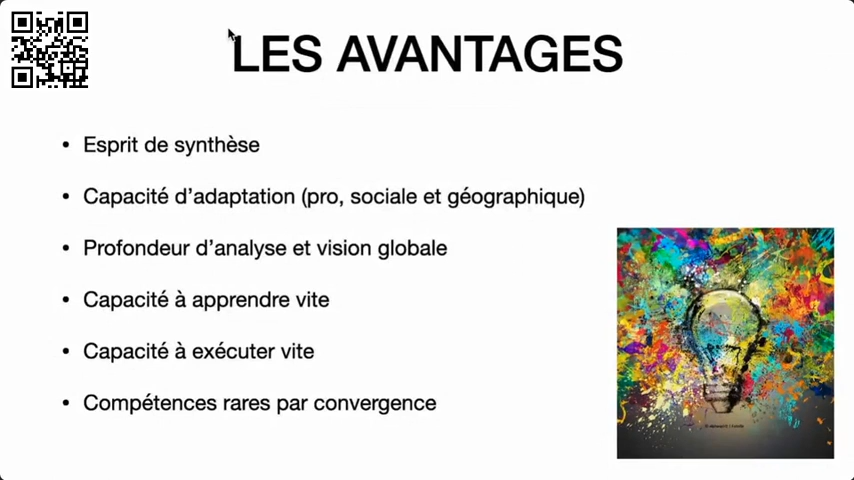 LES AVANTAGES
• Esprit de synthèse
• Capacité d'adaptation (pro, sociale et géographique)
• Profondeur d'analyse et vision globale
• Capacité à apprendre vite
• Capacité à exécuter vite
• Compétences rares par convergence